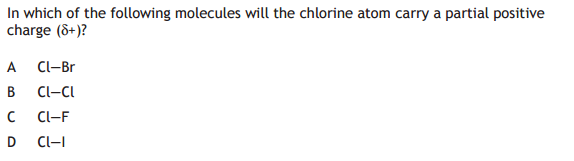 In which of the following molecules will the chlorine atom carry a partial positive
charge (δ+)?
A Cl—Br
B Cl—Cl
C Cl—F
D Cl—I